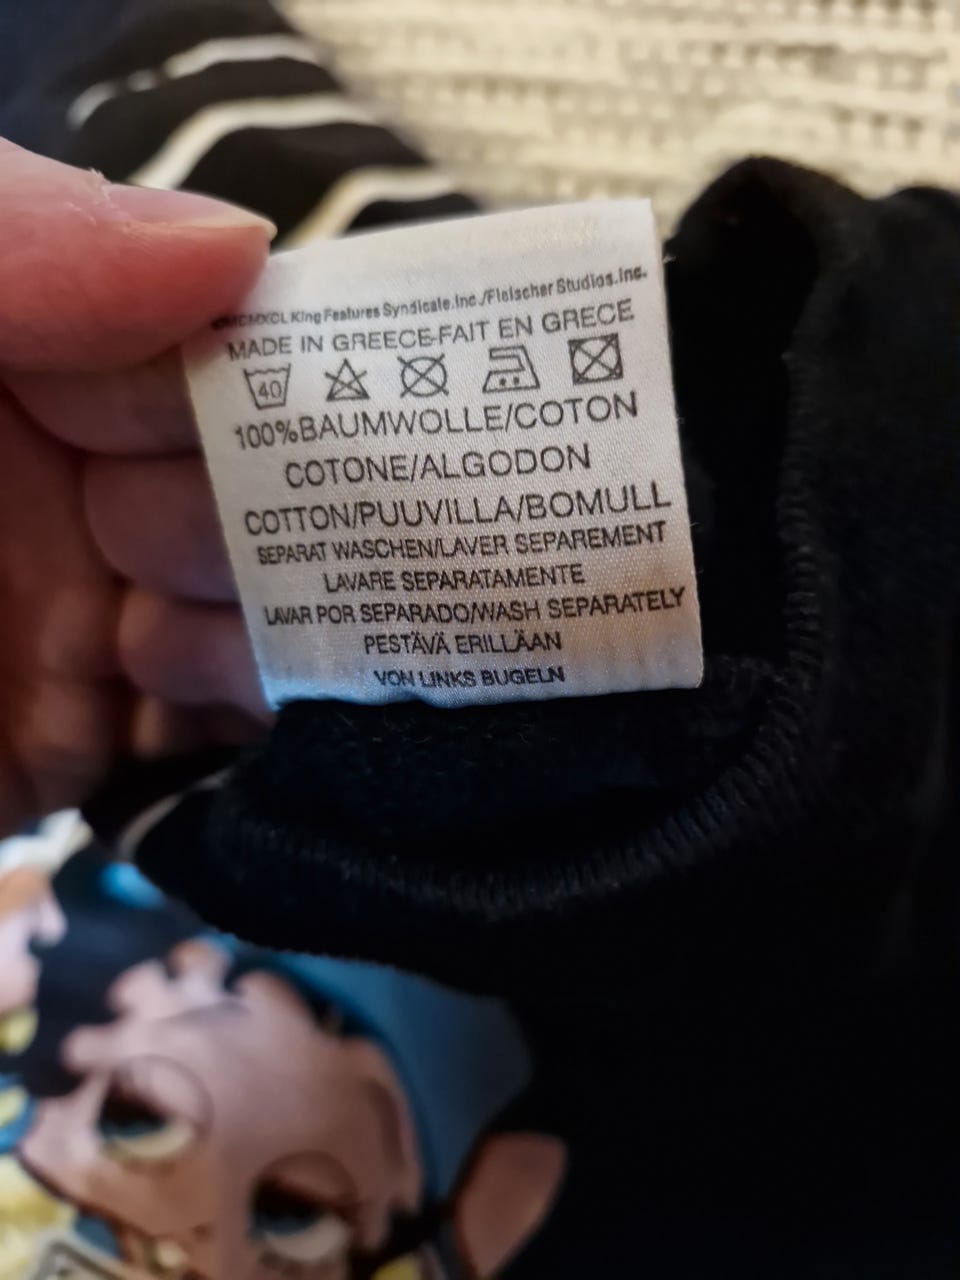 ©MCMXCL King Features Syndicate.Inc./Fleischer Studios.Inc.
MADE IN GREECE-FAIT EN GRECE
40
100%BAUMWOLLE/COTON
COTONE/ALGODON
COTTON/PUUVILLA/BOMULL
SEPARAT WASCHEN/LAVER SEPAREMENT
LAVARE SEPARATAMENTE
LAVAR POR SEPARADO/WASH SEPARATELY
PESTÄVÄ ERILLÄAN
VON LINKS BUGELN